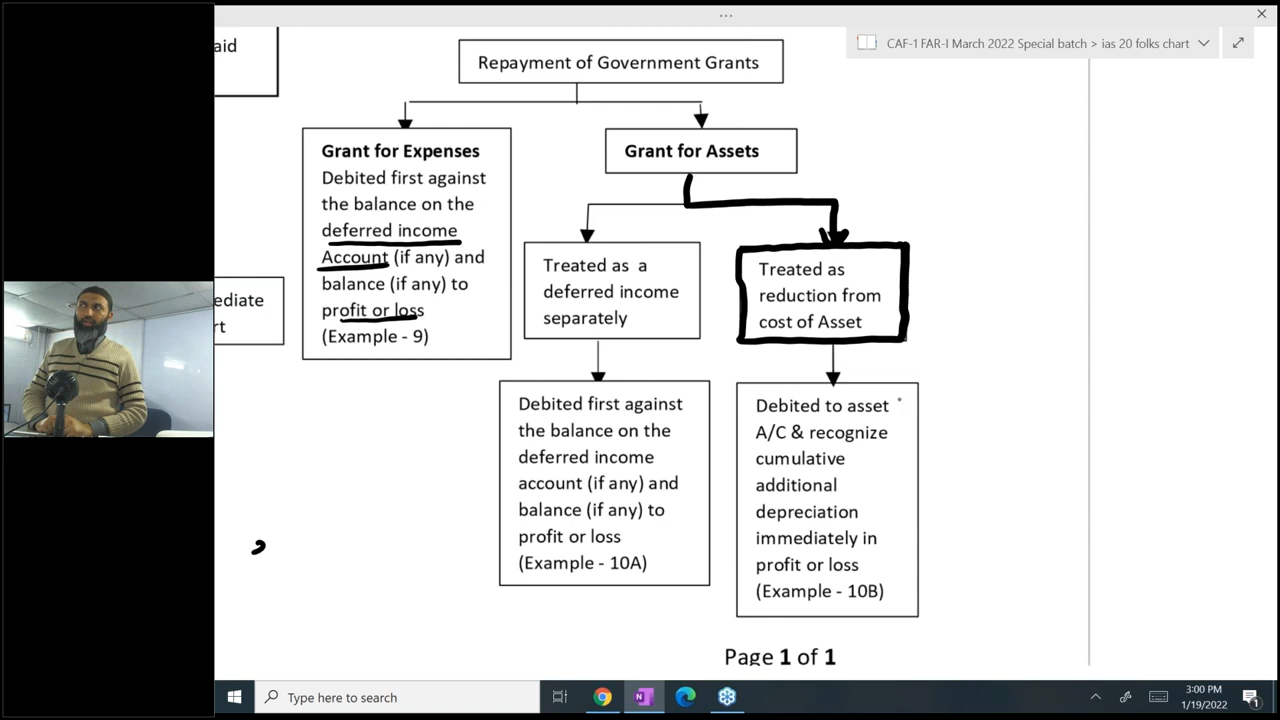 CAF-1 FAR-I March 2022 Special batch > ias 20 folks chart
aid
Repayment of Government Grants
Grant for Expenses
Debited first against
the balance on the
deferred income
Account (if any) and
balance (if any) to
profit or loss
(Example - 9)
Grant for Assets
ediate
rt
Treated as a
deferred income
separately
Treated as
reduction from
cost of Asset
Debited first against
the balance on the
deferred income
account (if any) and
balance (if any) to
profit or loss
(Example - 10A)
Debited to asset
A/C & recognize
cumulative
additional
depreciation
immediately in
profit or loss
(Example - 10B)
Page 1 of 1
Type here to search
3:00 PM
1/19/2022
1